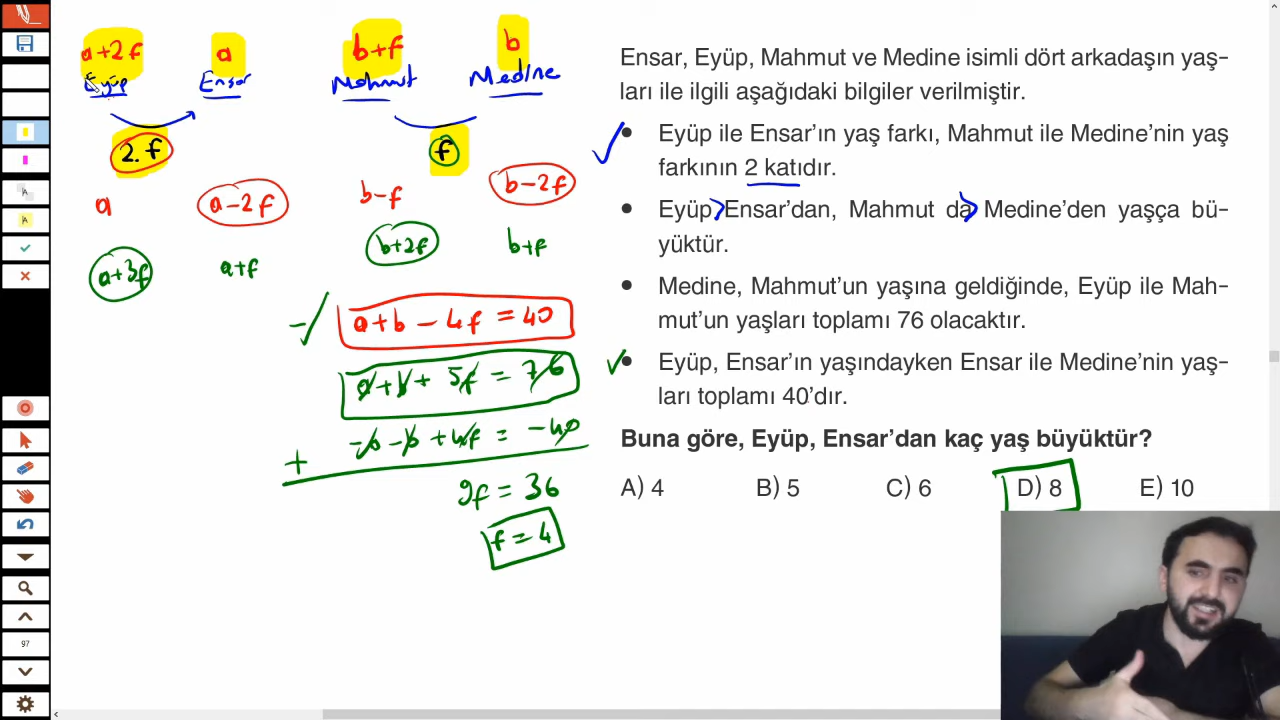 a+2f a b+f b
Eyüp Ensar Mahmut Medine
2.f f
a a-2f b-f b-2f
a+3f a+f b+2f b+f
- a+b-4f = 40
a+b+ 5f = 76
-a-b+4f = -40
+
9f = 36
f = 4
Ensar, Eyüp, Mahmut ve Medine isimli dört arkadaşın yaş-
ları ile ilgili aşağıdaki bilgiler verilmiştir.
• Eyüp ile Ensar'ın yaş farkı, Mahmut ile Medine'nin yaş
farkının 2 katıdır.
• Eyüp > Ensar'dan, Mahmut da > Medine'den yaşça bü-
yüktür.
• Medine, Mahmut'un yaşına geldiğinde, Eyüp ile Mah-
mut'un yaşları toplamı 76 olacaktır.
• Eyüp, Ensar'ın yaşındayken Ensar ile Medine'nin yaş-
ları toplamı 40'dır.
Buna göre, Eyüp, Ensar'dan kaç yaş büyüktür?
A) 4 B) 5 C) 6 D) 8 E) 10
A
A
97